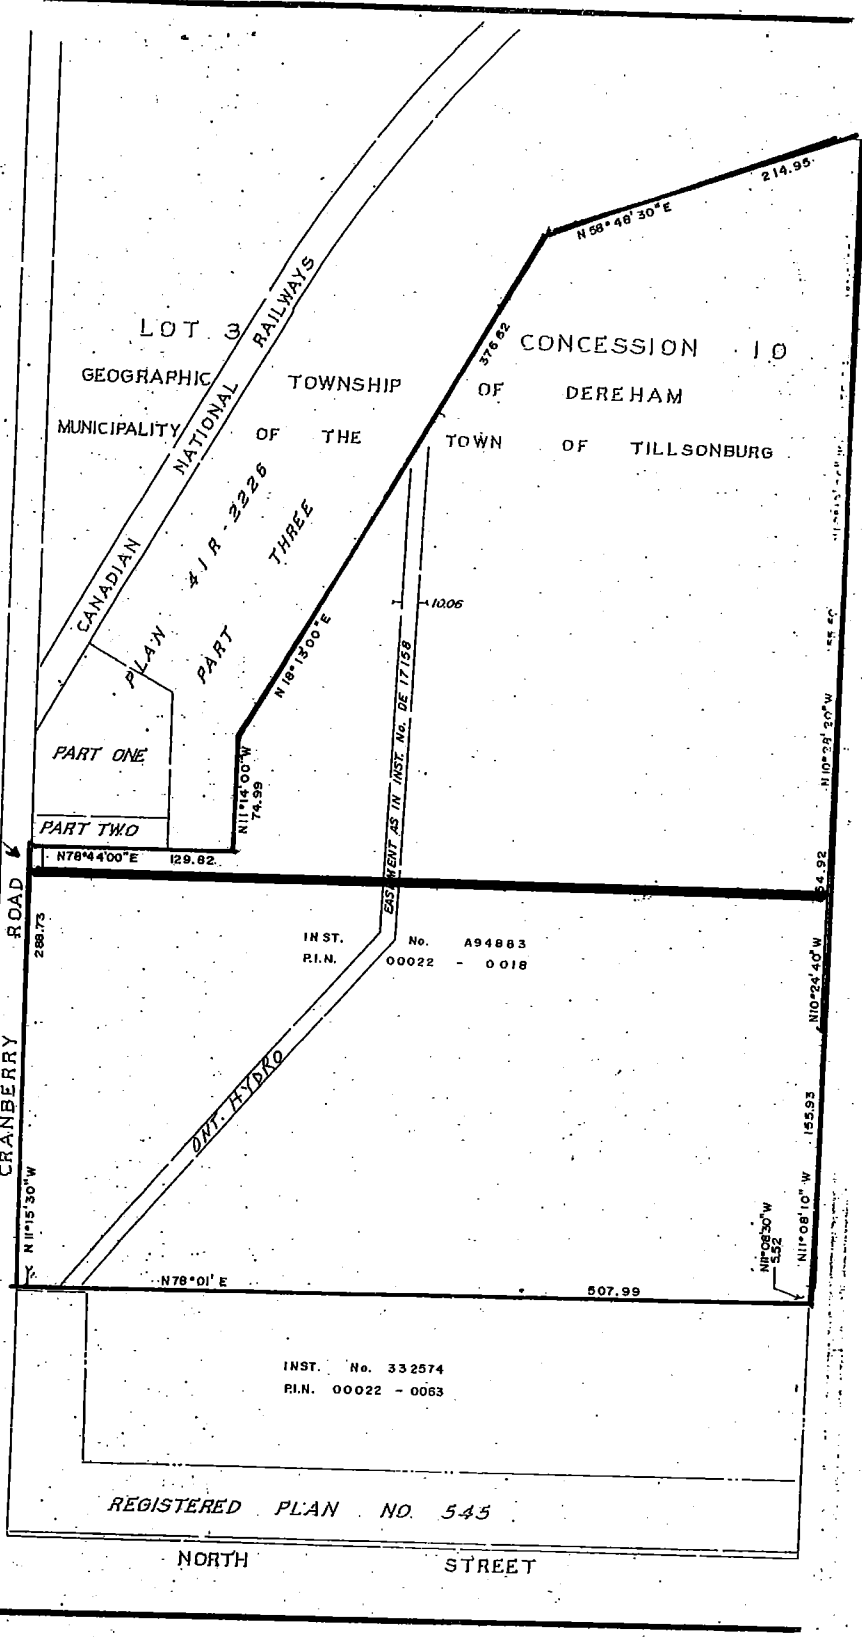 214.95
N 58°48'30"E
LOT 3
CONCESSION 10
376.62
GEOGRAPHIC TOWNSHIP OF DEREHAM
MUNICIPALITY OF THE TOWN OF TILLSONBURG
CANADIAN NATIONAL RAILWAYS
PLAN 41R-2226
PART THREE
10.06
N 18°13'00"E
EASEMENT AS IN INST. No. DE 17158
N10°28'20"W
PART ONE
N11°14'00"W
74.99
PART TWO
N78°44'00"E 129.82
CRANBERRY ROAD
288.73
INST. No. A94883
P.I.N. 00022 - 0018
N10°24'40"W
ONT. HYDRO
155.93
N11°15'30"W
N11°08'30"W
5.52
N11°08'10"W
N78°01'E
507.99
INST. No. 332574
P.I.N. 00022 - 0063
REGISTERED PLAN NO. 545
NORTH STREET